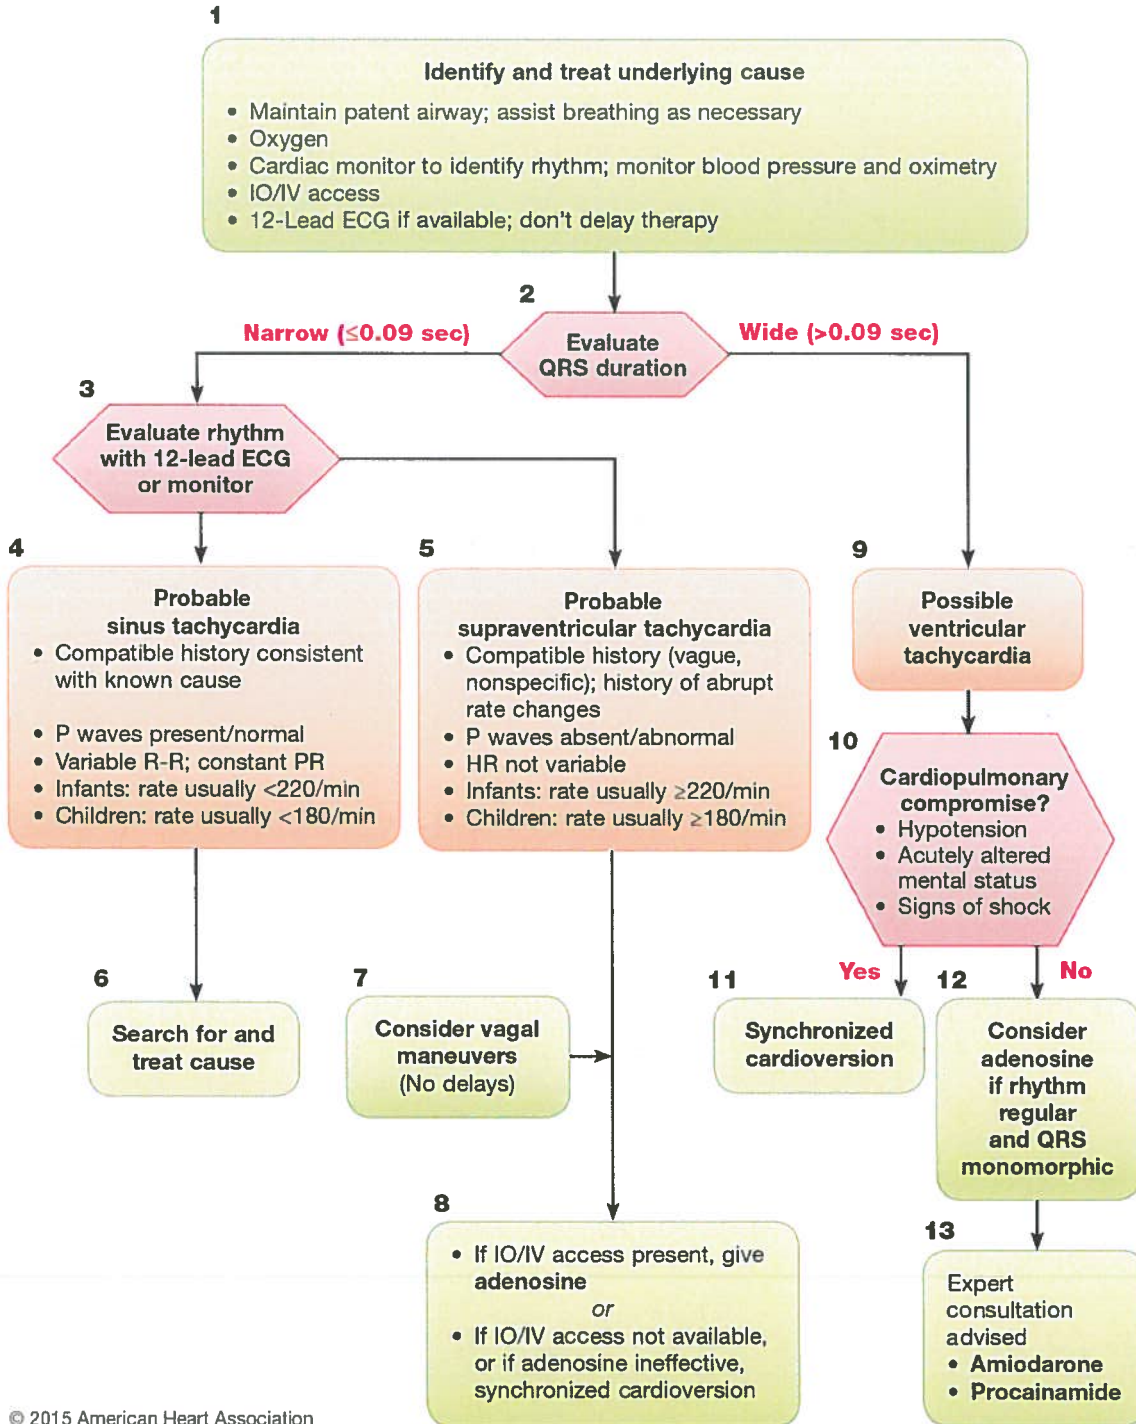 1
Identify and treat underlying cause
• Maintain patent airway; assist breathing as necessary
• Oxygen
• Cardiac monitor to identify rhythm; monitor blood pressure and oximetry
• IO/IV access
• 12-Lead ECG if available; don't delay therapy
2
Narrow (≤0.09 sec)
Wide (>0.09 sec)
Evaluate
QRS duration
3
Evaluate rhythm
with 12-lead ECG
or monitor
4
Probable
sinus tachycardia
• Compatible history consistent
with known cause
• P waves present/normal
• Variable R-R; constant PR
• Infants: rate usually <220/min
• Children: rate usually <180/min
5
Probable
supraventricular tachycardia
• Compatible history (vague,
nonspecific); history of abrupt
rate changes
• P waves absent/abnormal
• HR not variable
• Infants: rate usually ≥220/min
• Children: rate usually ≥180/min
9
Possible
ventricular
tachycardia
10
Cardiopulmonary
compromise?
• Hypotension
• Acutely altered
mental status
• Signs of shock
Yes
No
6
Search for and
treat cause
7
Consider vagal
maneuvers
(No delays)
11
Synchronized
cardioversion
12
Consider
adenosine
if rhythm
regular
and QRS
monomorphic
8
• If IO/IV access present, give
adenosine
or
• If IO/IV access not available,
or if adenosine ineffective,
synchronized cardioversion
13
Expert
consultation
advised
• Amiodarone
• Procainamide
© 2015 American Heart Association